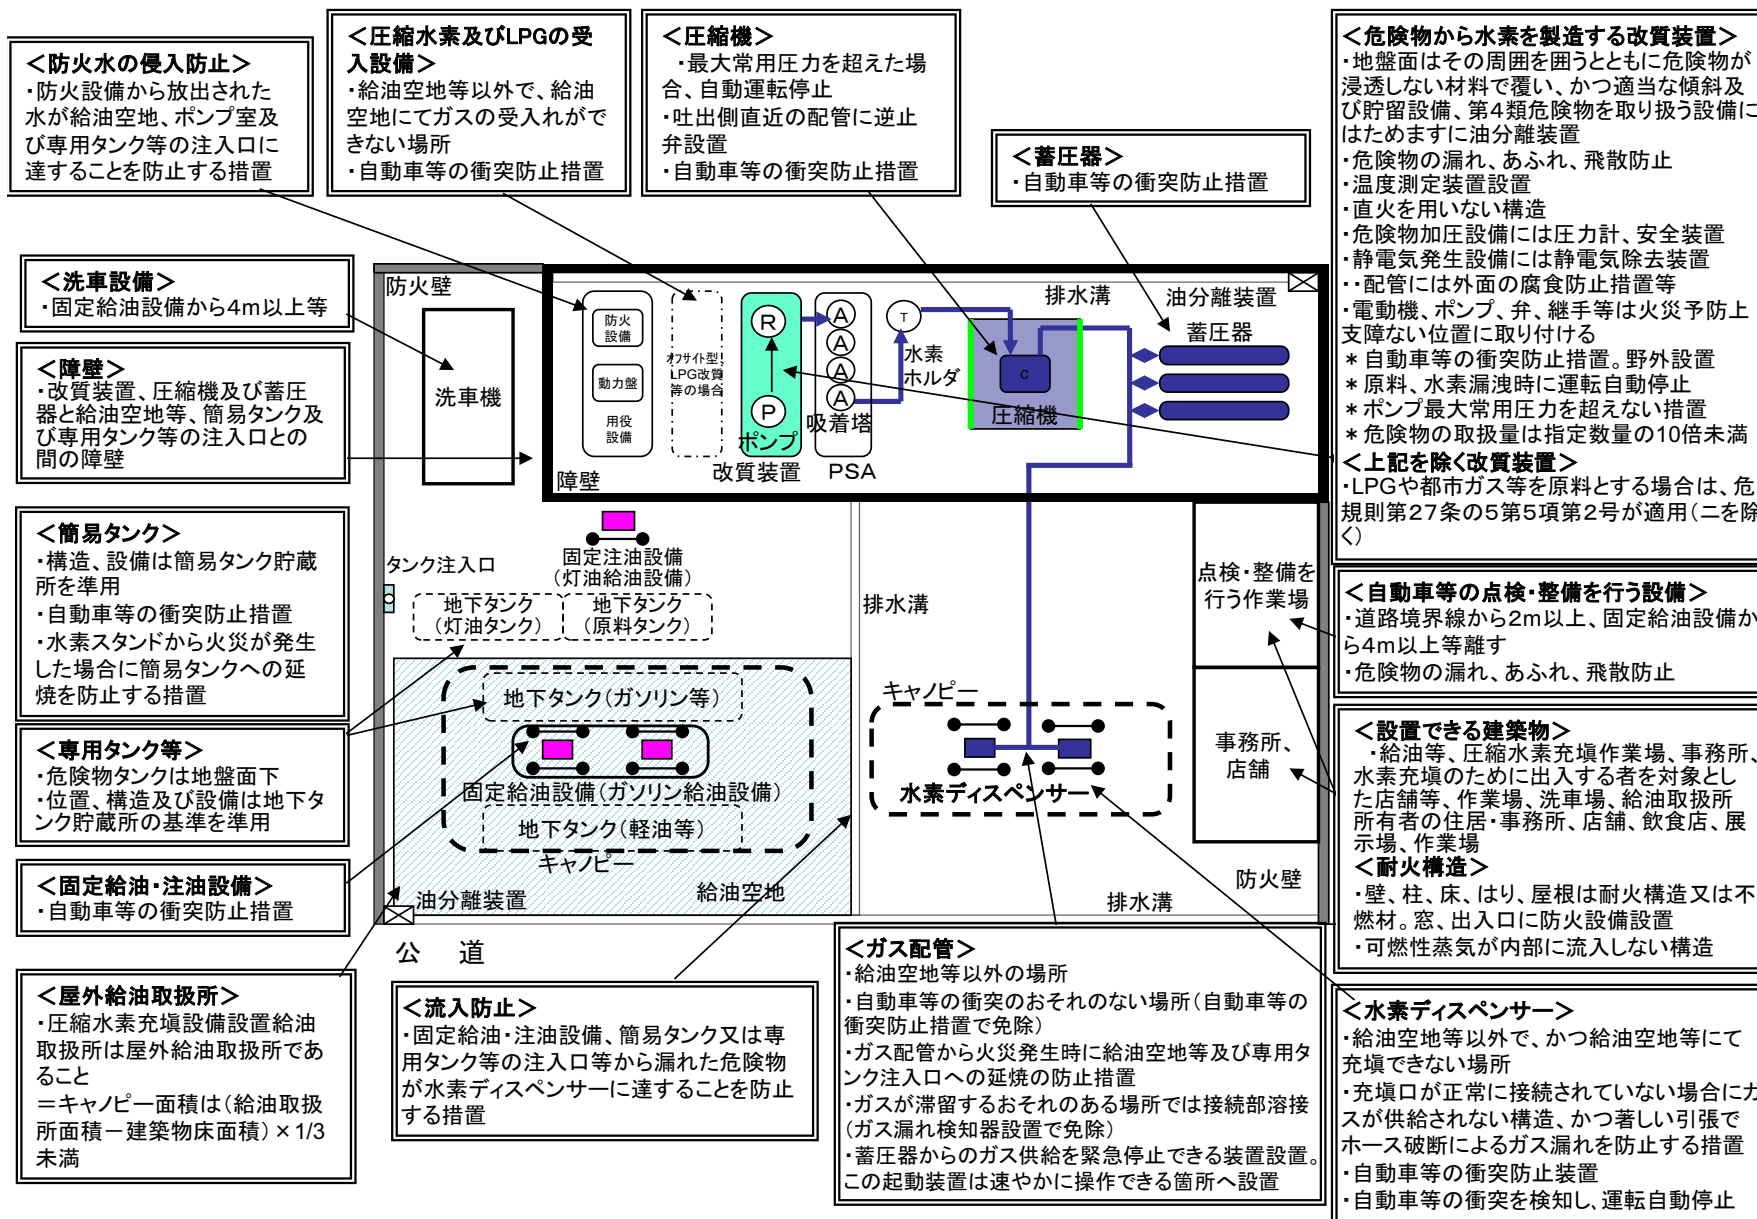 ＜防火水の侵入防止＞
・防火設備から放出された
水が給油空地、ポンプ室及
び専用タンク等の注入口に
達することを防止する措置
＜圧縮水素及びLPGの受
入設備＞
・給油空地等以外で、給油
空地にてガスの受入れがで
きない場所
・自動車等の衝突防止措置
＜圧縮機＞
・最大常用圧力を超えた場
合、自動運転停止
・吐出側直近の配管に逆止
弁設置
・自動車等の衝突防止措置
＜蓄圧器＞
・自動車等の衝突防止措置
＜危険物から水素を製造する改質装置＞
・地盤面はその周囲を囲うとともに危険物が
浸透しない材料で覆い、かつ適当な傾斜及
び貯留設備、第4類危険物を取り扱う設備に
はためますに油分離装置
・危険物の漏れ、あふれ、飛散防止
・温度測定装置設置
・直火を用いない構造
・危険物加圧設備には圧力計、安全装置
・静電気発生設備には静電気除去装置
・・配管には外面の腐食防止措置等
・電動機、ポンプ、弁、継手等は火災予防上
支障ない位置に取り付ける
＊自動車等の衝突防止措置。野外設置
＊原料、水素漏洩時に運転自動停止
＊ポンプ最大常用圧力を超えない措置
＊危険物の取扱量は指定数量の10倍未満
＜上記を除く改質装置＞
・LPGや都市ガス等を原料とする場合は、危
規則第27条の5第5項第2号が適用（ニを除
く）
＜洗車設備＞
・固定給油設備から4m以上等
＜障壁＞
・改質装置、圧縮機及び蓄圧
器と給油空地等、簡易タンク及
び専用タンク等の注入口との
間の障壁
＜簡易タンク＞
・構造、設備は簡易タンク貯蔵
所を準用
・自動車等の衝突防止措置
・水素スタンドから火災が発生
した場合に簡易タンクへの延
焼を防止する措置
＜専用タンク等＞
・危険物タンクは地盤面下
・位置、構造及び設備は地下タ
ンク貯蔵所の基準を準用
＜固定給油・注油設備＞
・自動車等の衝突防止措置
＜屋外給油取扱所＞
・圧縮水素充塡設備設置給油
取扱所は屋外給油取扱所であ
ること
＝キャノピー面積は（給油取扱
所面積－建築物床面積）×1/3
未満
防火壁
洗車機
防火
設備
動力盤
用役
設備
オフサイト型、
LPG改質
等の場合
R
P
ポンプ
改質装置
A
A
A
A
吸着塔
PSA
T
水素
ホルダ
C
圧縮機
排水溝
油分離装置
蓄圧器
障壁
タンク注入口
固定注油設備
（灯油給油設備）
地下タンク
（灯油タンク）
地下タンク
（原料タンク）
排水溝
点検・整備を
行う作業場
地下タンク（ガソリン等）
固定給油設備（ガソリン給油設備）
地下タンク（軽油等）
キャノピー
油分離装置
給油空地
キャノピー
水素ディスペンサー
事務所、
店舗
防火壁
排水溝
公　道
＜自動車等の点検・整備を行う設備＞
・道路境界線から2m以上、固定給油設備か
ら4m以上等離す
・危険物の漏れ、あふれ、飛散防止
＜設置できる建築物＞
・給油等、圧縮水素充塡作業場、事務所、
水素充塡のために出入する者を対象とし
た店舗等、作業場、洗車場、給油取扱所
所有者の住居・事務所、店舗、飲食店、展
示場、作業場
＜耐火構造＞
・壁、柱、床、はり、屋根は耐火構造又は不
燃材。窓、出入口に防火設備設置
・可燃性蒸気が内部に流入しない構造
＜流入防止＞
・固定給油・注油設備、簡易タンク又は専
用タンク等の注入口等から漏れた危険物
が水素ディスペンサーに達することを防止
する措置
＜ガス配管＞
・給油空地等以外の場所
・自動車等の衝突のおそれのない場所（自動車等の
衝突防止措置で免除）
・ガス配管から火災発生時に給油空地等及び専用タ
ンク注入口への延焼の防止措置
・ガスが滞留するおそれのある場所では接続部溶接
（ガス漏れ検知器設置で免除）
・蓄圧器からのガス供給を緊急停止できる装置設置。
この起動装置は速やかに操作できる箇所へ設置
＜水素ディスペンサー＞
・給油空地等以外で、かつ給油空地等にて
充塡できない場所
・充塡口が正常に接続されていない場合にガ
スが供給されない構造、かつ著しい引張で
ホース破断によるガス漏れを防止する措置
・自動車等の衝突防止装置
・自動車等の衝突を検知し、運転自動停止